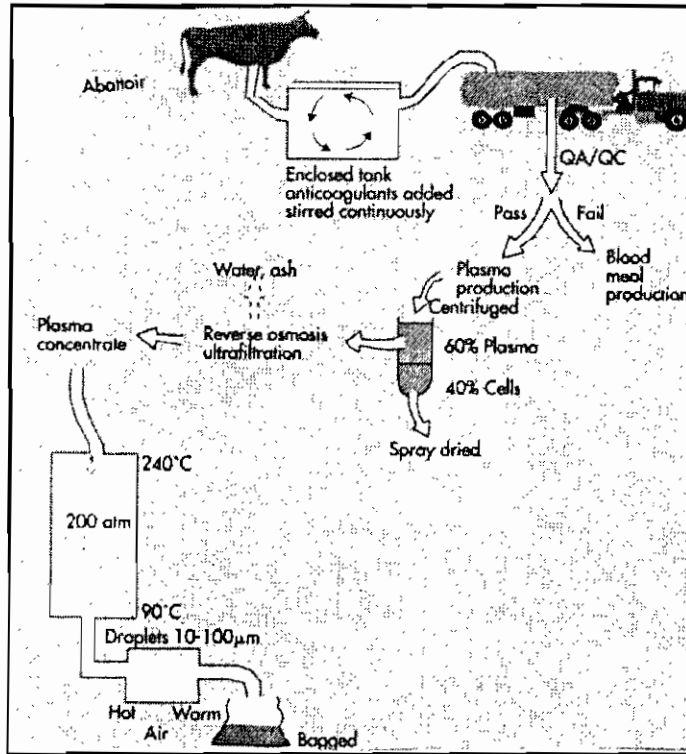 Abattoir
Enclosed tank
anticoagulants added
stirred continuously
QA/QC
Pass
Fail
Blood
meal
production
Plasma
production
Centrifuged
Water, ash
Plasma
concentrate
Reverse osmosis
ultrafiltration
60% Plasma
40% Cells
Spray dried
240°C
200 atm
90°C
Droplets 10-100µm
Hot
Warm
Air
Bagged